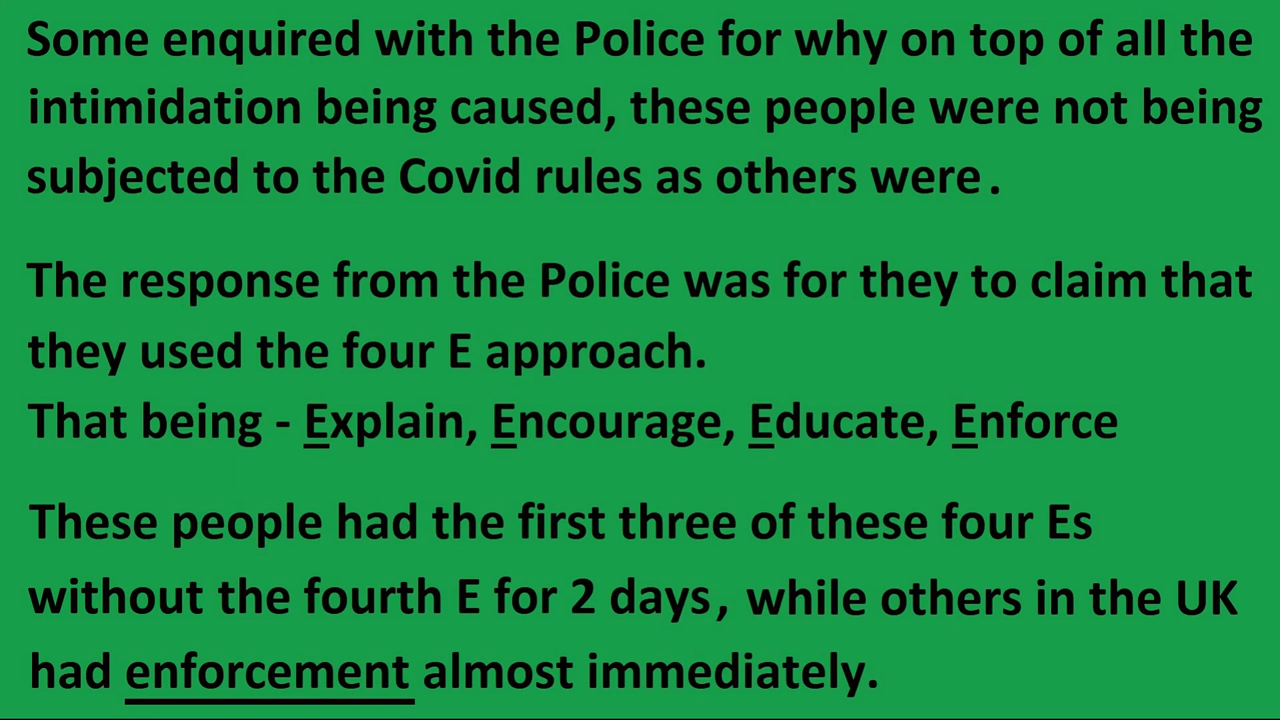 Some enquired with the Police for why on top of all the
intimidation being caused, these people were not being
subjected to the Covid rules as others were.
The response from the Police was for they to claim that
they used the four E approach.
That being - Explain, Encourage, Educate, Enforce
These people had the first three of these four Es
without the fourth E for 2 days, while others in the UK
had enforcement almost immediately.